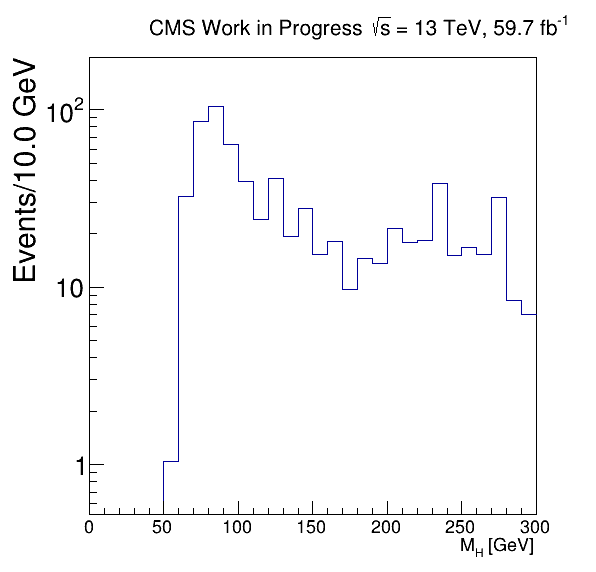 CMS Work in Progress √s = 13 TeV, 59.7 fb⁻¹
Events/10.0 GeV
10²
10
1
0 50 100 150 200 250 300
M_H [GeV]